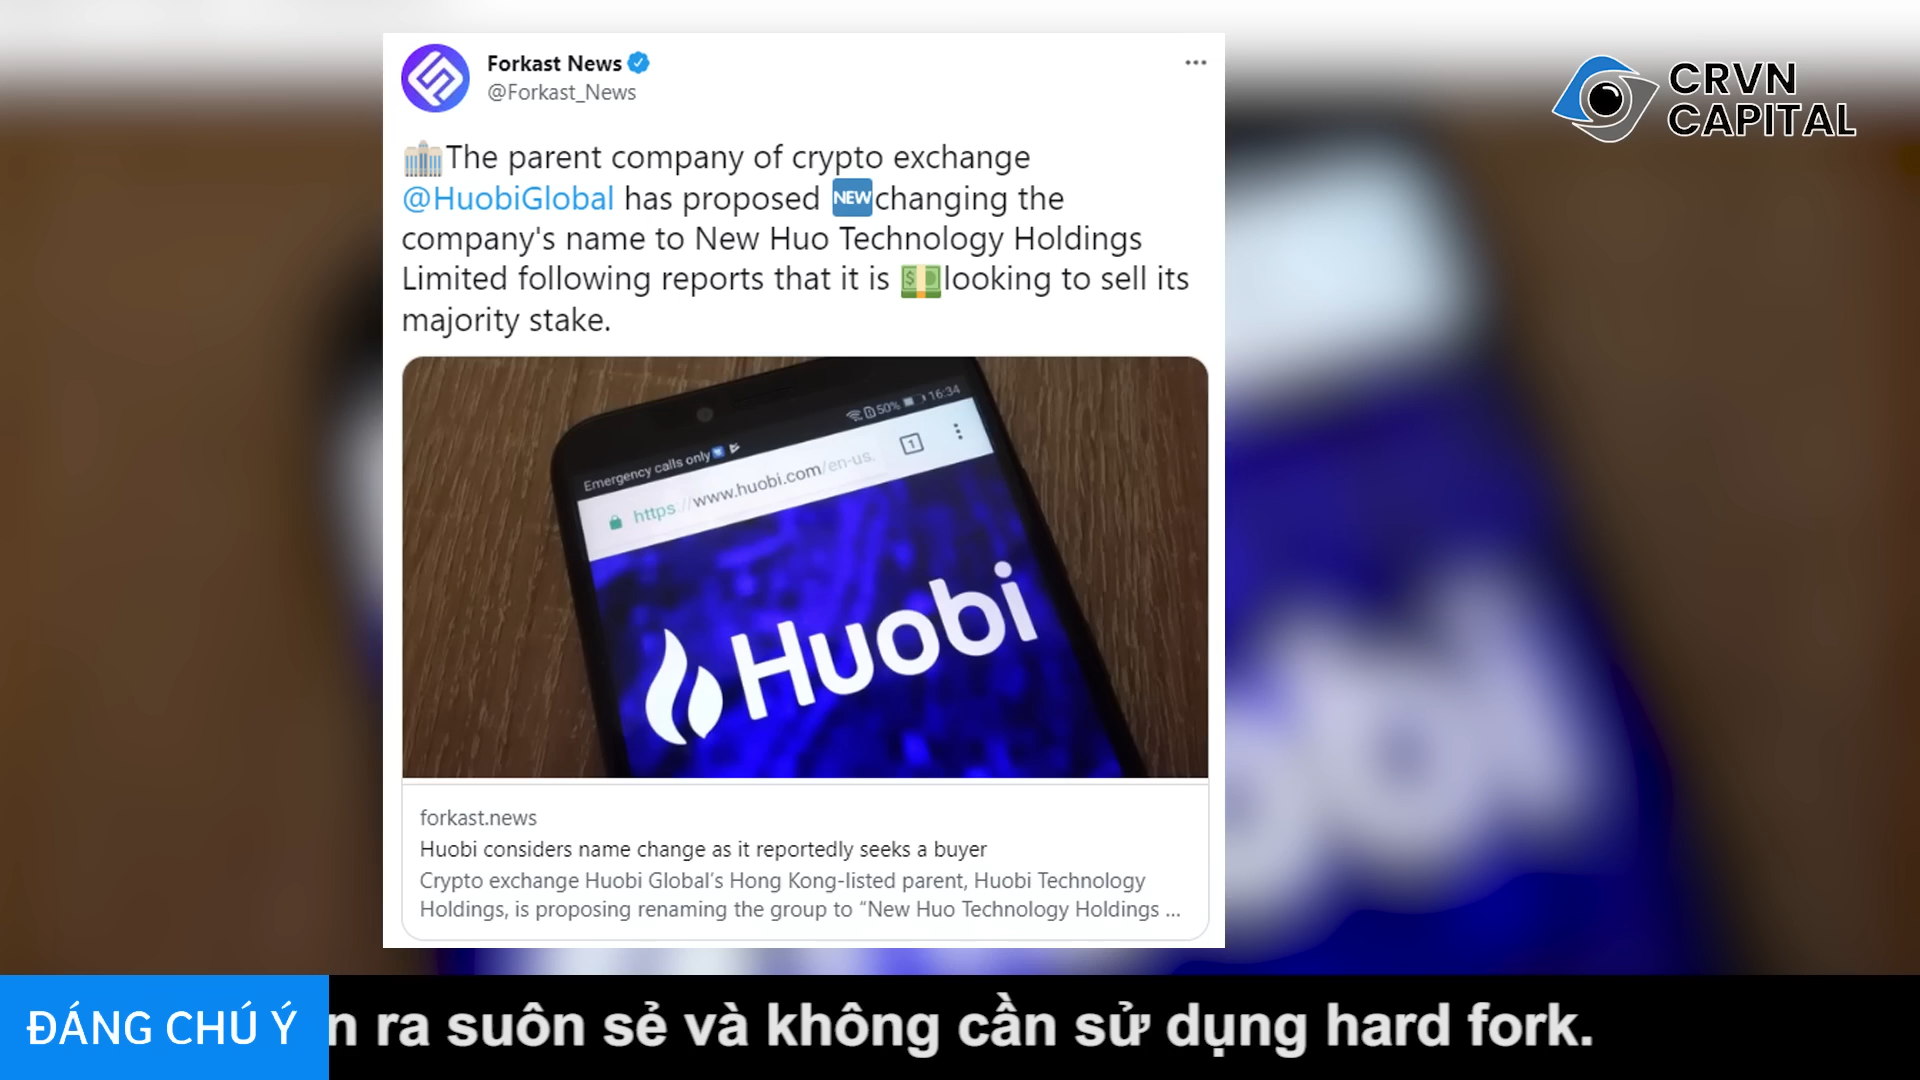 Forkast News
@Forkast_News
CRVN
CAPITAL
The parent company of crypto exchange
@HuobiGlobal has proposed NEW changing the
company's name to New Huo Technology Holdings
Limited following reports that it is looking to sell its
majority stake.
Emergency calls only 50% 16:34
https://www.huobi.com/en-us. 1
Huobi
forkast.news
Huobi considers name change as it reportedly seeks a buyer
Crypto exchange Huobi Global's Hong Kong-listed parent, Huobi Technology
Holdings, is proposing renaming the group to “New Huo Technology Holdings ...
ĐÁNG CHÚ Ý n ra suôn sẻ và không cần sử dụng hard fork.